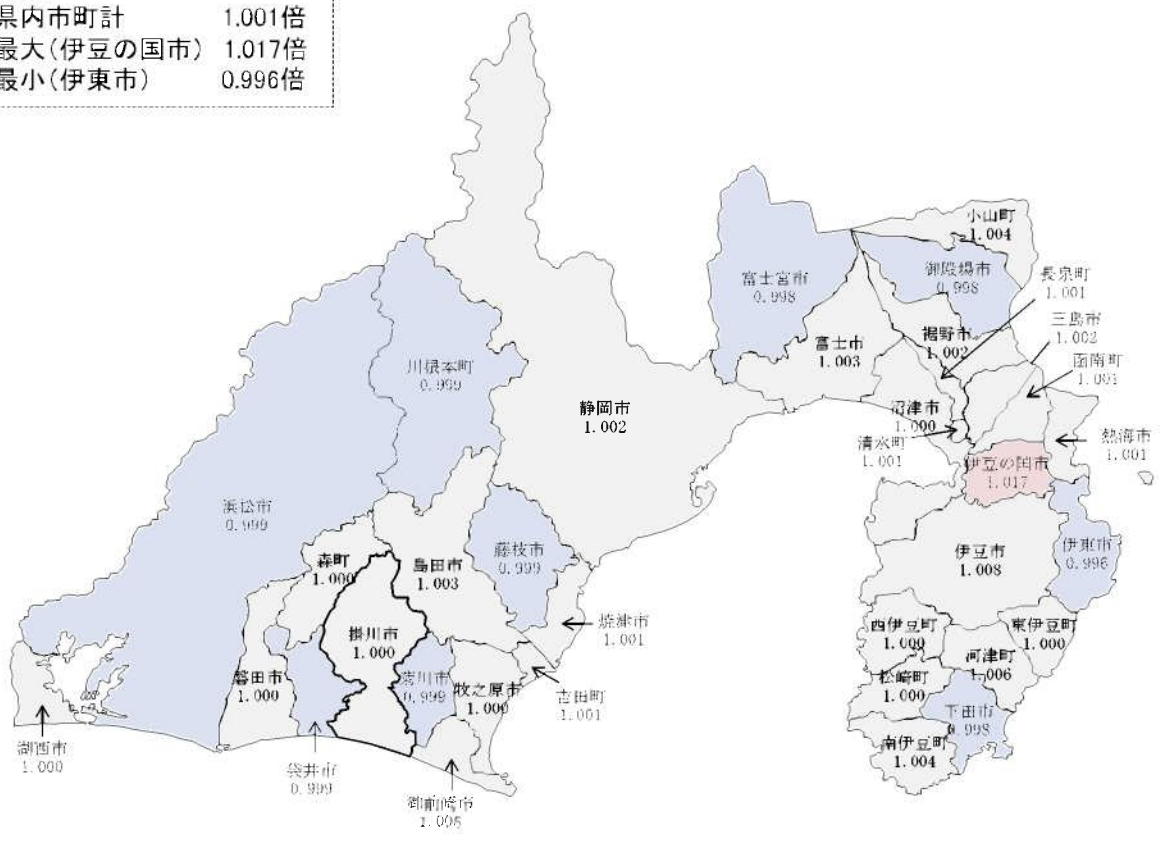 県内市町計 1.001倍
最大(伊豆の国市) 1.017倍
最小(伊東市) 0.996倍
小山町
1.004
御殿場市
0.998
長泉町
1.001
富士宮市
0.998
三島市
1.002
裾野市
1.002
富士市
1.003
函南町
1.001
川根本町
0.999
静岡市
1.002
沼津市
1.000
清水町
1.001
熱海市
1.001
伊豆の国市
1.017
浜松市
0.999
藤枝市
0.999
伊豆市
1.008
伊東市
0.996
森町
1.000
島田市
1.003
焼津市
1.001
掛川市
1.000
西伊豆町
1.000
東伊豆町
1.000
河津町
1.006
磐田市
1.000
菊川市
0.999
牧之原市
1.000
松崎町
1.000
吉田町
1.001
下田市
0.998
湖西市
1.000
南伊豆町
1.004
袋井市
0.999
御前崎市